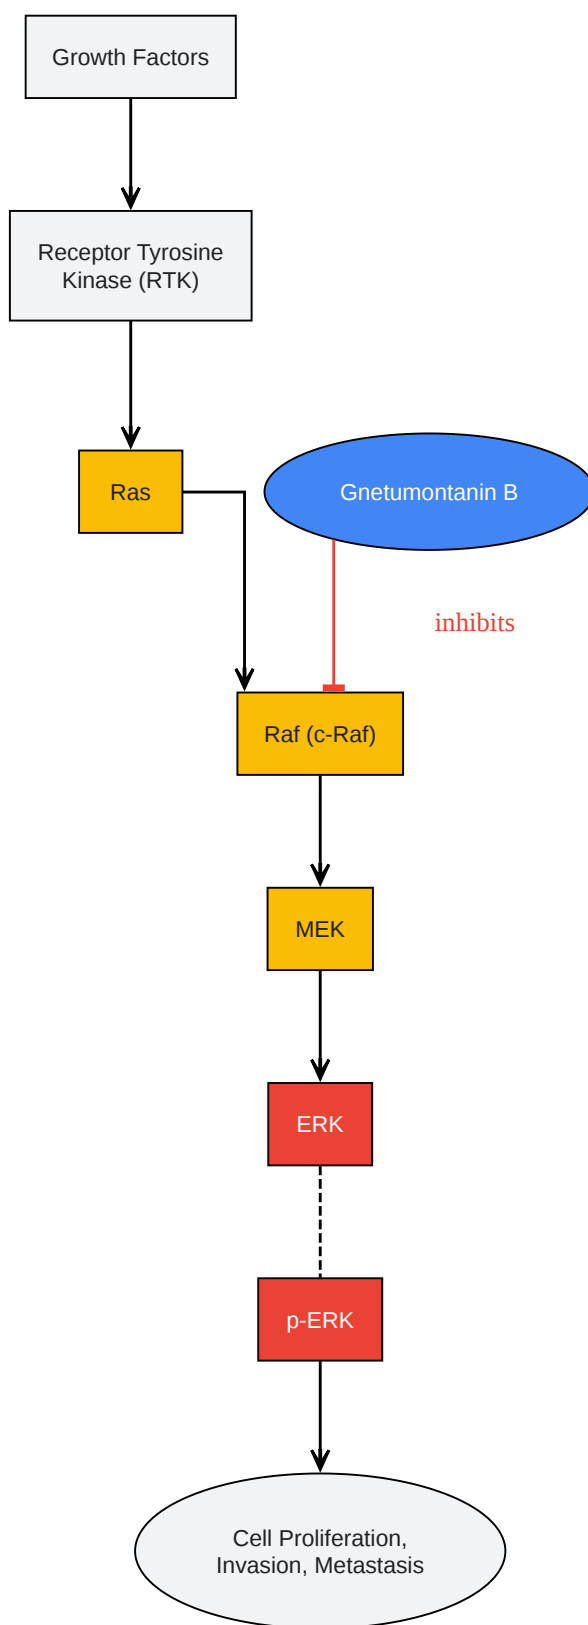 Growth Factors
Receptor Tyrosine
Kinase (RTK)
Ras
Gnetumontanin B
inhibits
Raf (c-Raf)
MEK
ERK
p-ERK
Cell Proliferation,
Invasion, Metastasis